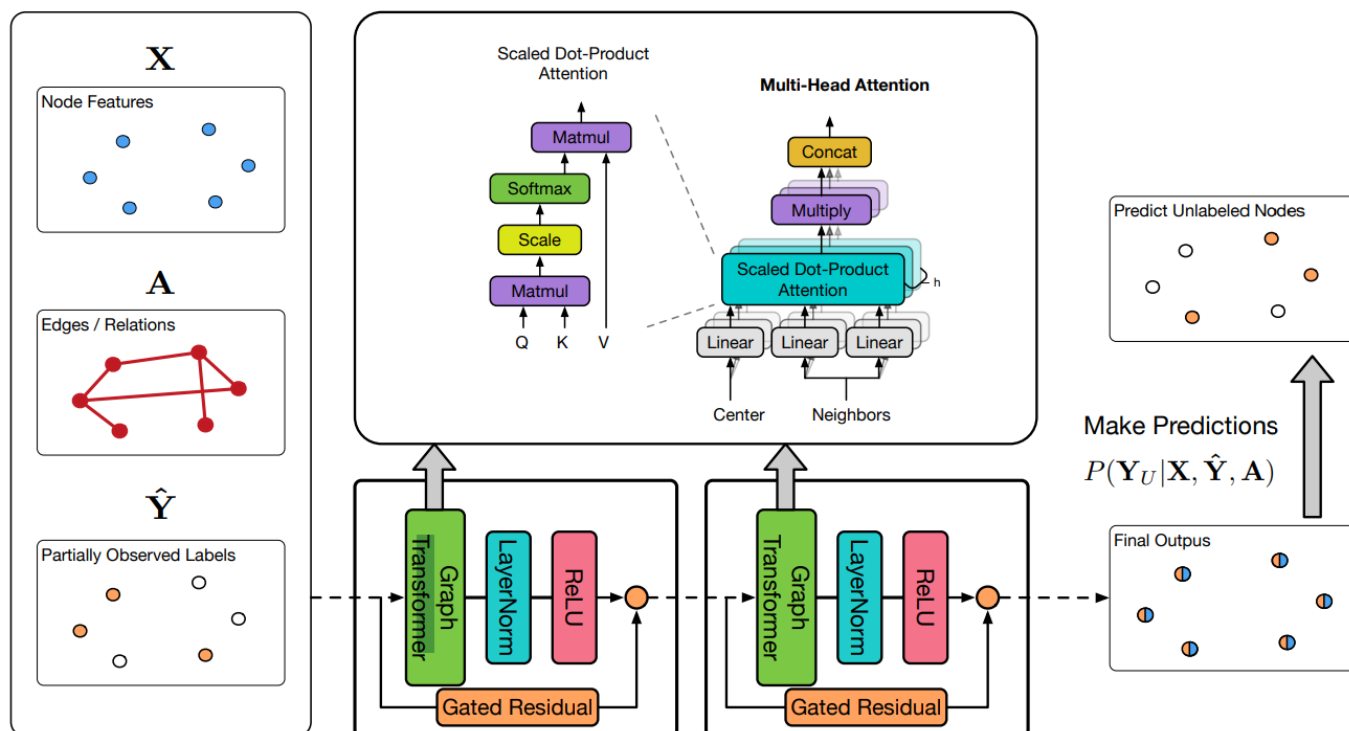 X
Node Features
A
Edges / Relations
Ŷ
Partially Observed Labels
Scaled Dot-Product
Attention
Matmul
Softmax
Scale
Matmul
Q K V
Multi-Head Attention
Concat
Multiply
Scaled Dot-Product
Attention
h
Linear Linear Linear
Center Neighbors
Graph
Transformer
LayerNorm
ReLU
Gated Residual
Graph
Transformer
LayerNorm
ReLU
Gated Residual
Predict Unlabeled Nodes
Make Predictions
P(Y_U|X, Ŷ, A)
Final Outpus